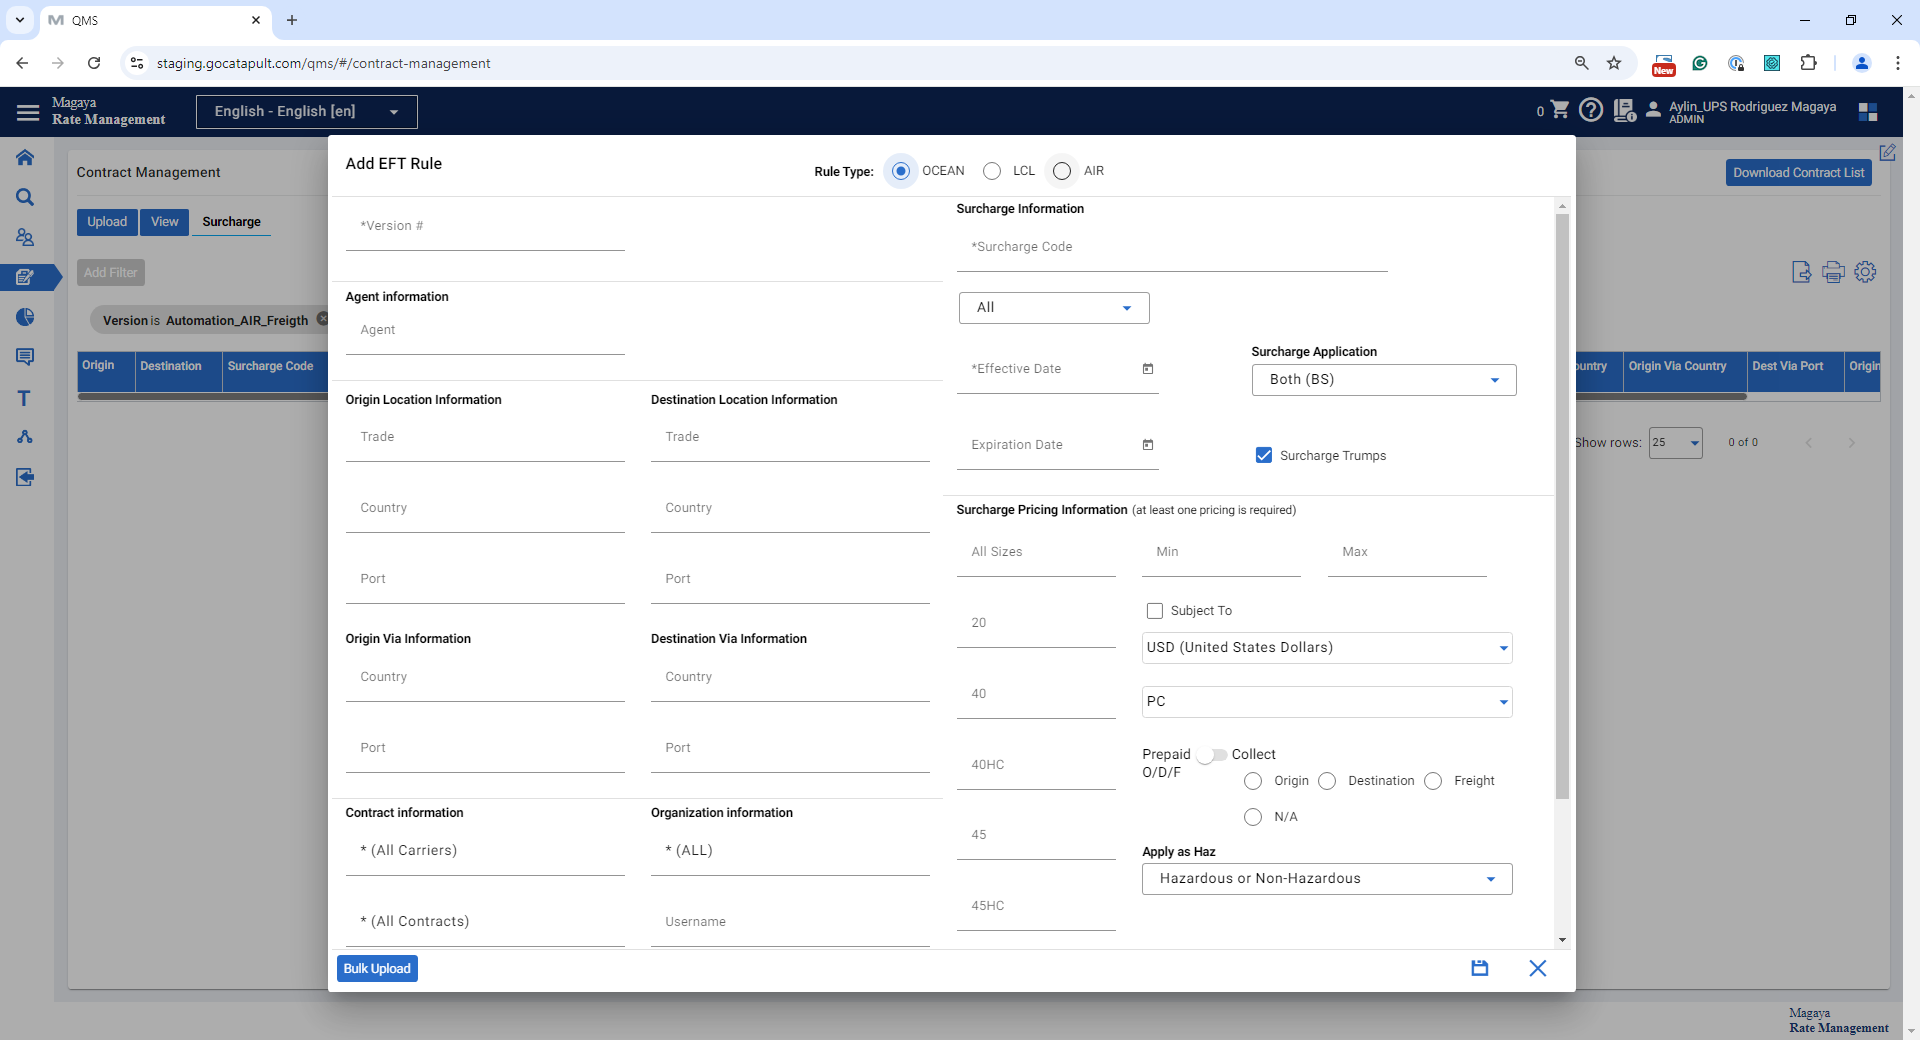 QMS
staging.gocatapult.com/qms/#/contract-management
New
Magaya
Rate Management
English - English [en]
0
Aylin_UPS Rodriguez Magaya
ADMIN
Contract Management
Download Contract List
Upload
View
Surcharge
Add Filter
Version is Automation_AIR_Freigth
Origin
Destination
Surcharge Code
Origin Via Country
Dest Via Port
Show rows:
25
0 of 0
Add EFT Rule
Rule Type:
OCEAN
LCL
AIR
*Version #
Agent information
Agent
Origin Location Information
Destination Location Information
Trade
Trade
Country
Country
Port
Port
Origin Via Information
Destination Via Information
Country
Country
Port
Port
Contract information
Organization information
* (All Carriers)
* (ALL)
* (All Contracts)
Username
Surcharge Information
*Surcharge Code
All
*Effective Date
Surcharge Application
Both (BS)
Expiration Date
Surcharge Trumps
Surcharge Pricing Information (at least one pricing is required)
All Sizes
Min
Max
20
Subject To
USD (United States Dollars)
40
PC
40HC
Prepaid
Collect
O/D/F
Origin
Destination
Freight
N/A
45
Apply as Haz
Hazardous or Non-Hazardous
45HC
Bulk Upload
Magaya
Rate Management